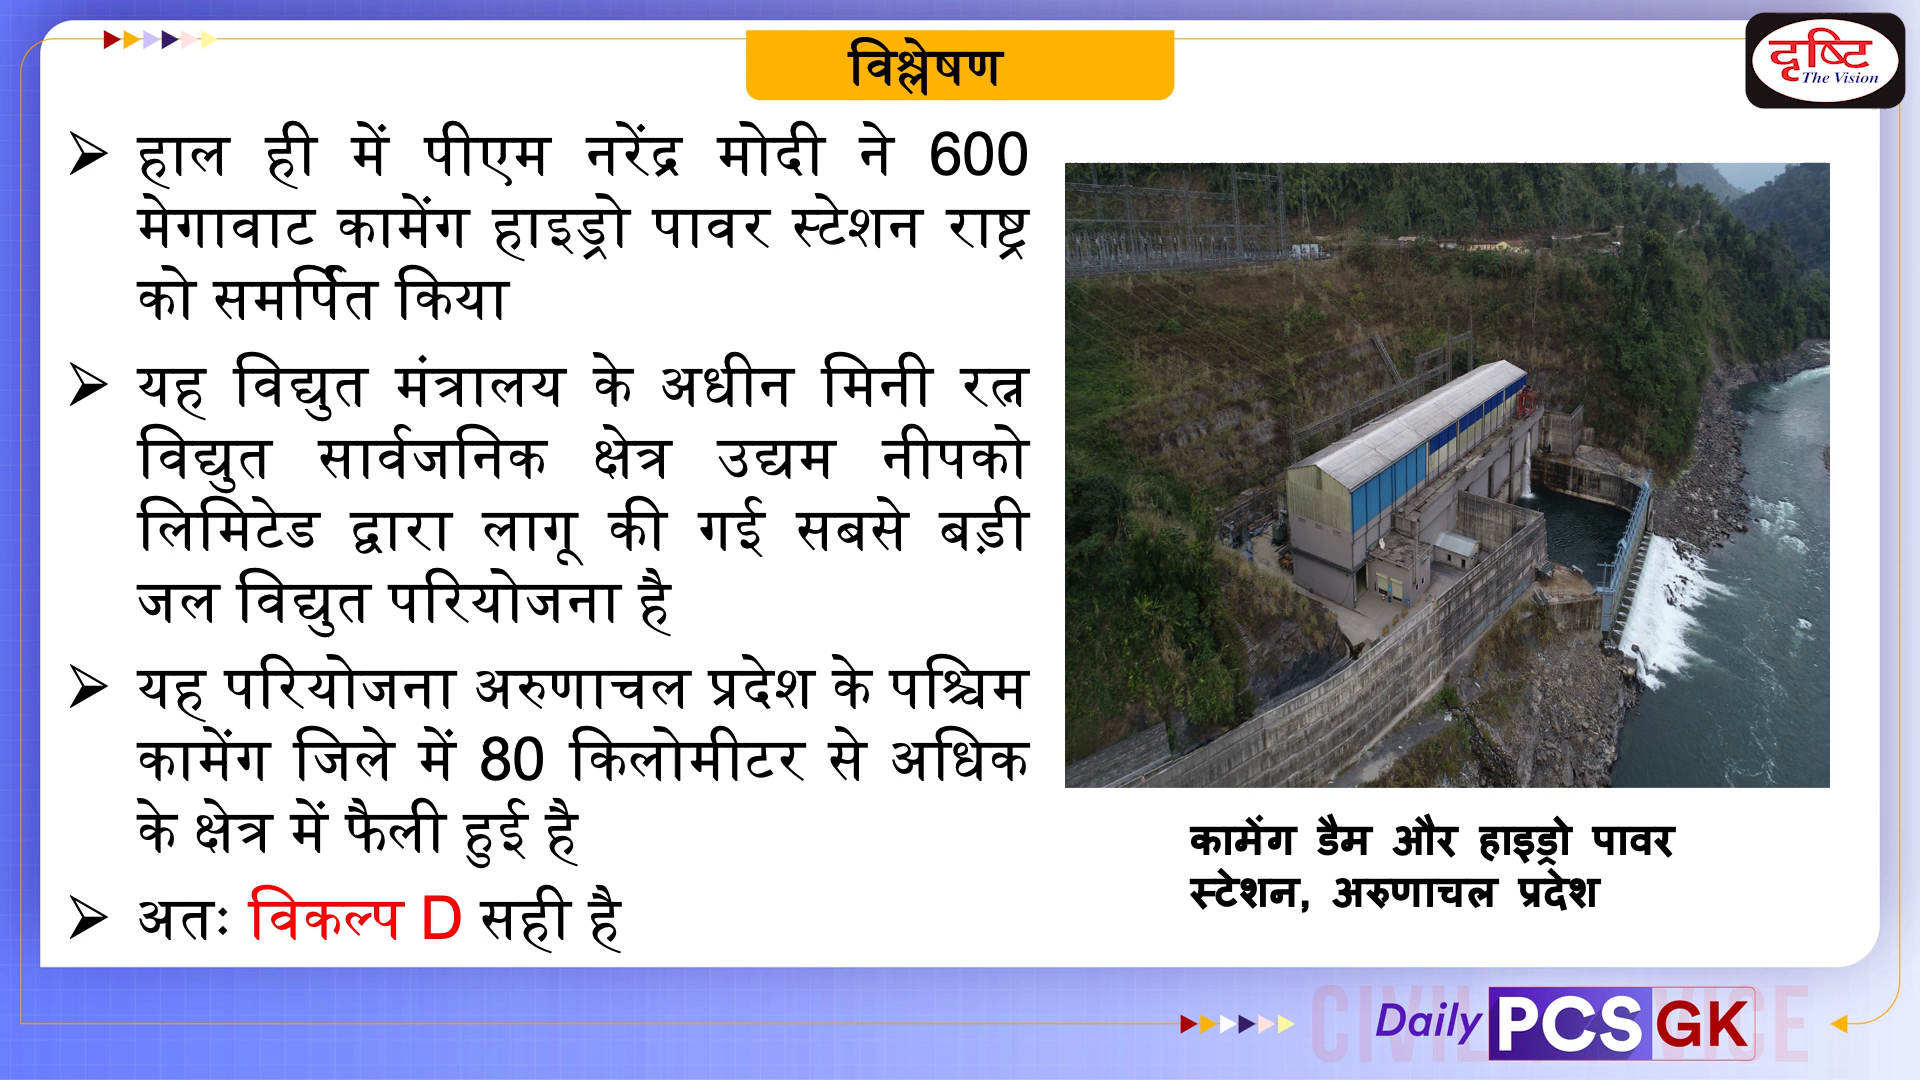 विश्लेषण
दृष्टि
The Vision
➢ हाल ही में पीएम नरेंद्र मोदी ने 600
मेगावाट कामेंग हाइड्रो पावर स्टेशन राष्ट्र
को समर्पित किया
➢ यह विद्युत मंत्रालय के अधीन मिनी रत्न
विद्युत सार्वजनिक क्षेत्र उद्यम नीपको
लिमिटेड द्वारा लागू की गई सबसे बड़ी
जल विद्युत परियोजना है
➢ यह परियोजना अरुणाचल प्रदेश के पश्चिम
कामेंग जिले में 80 किलोमीटर से अधिक
के क्षेत्र में फैली हुई है
➢ अतः विकल्प D सही है
कामेंग डैम और हाइड्रो पावर
स्टेशन, अरुणाचल प्रदेश
Daily PCS GK